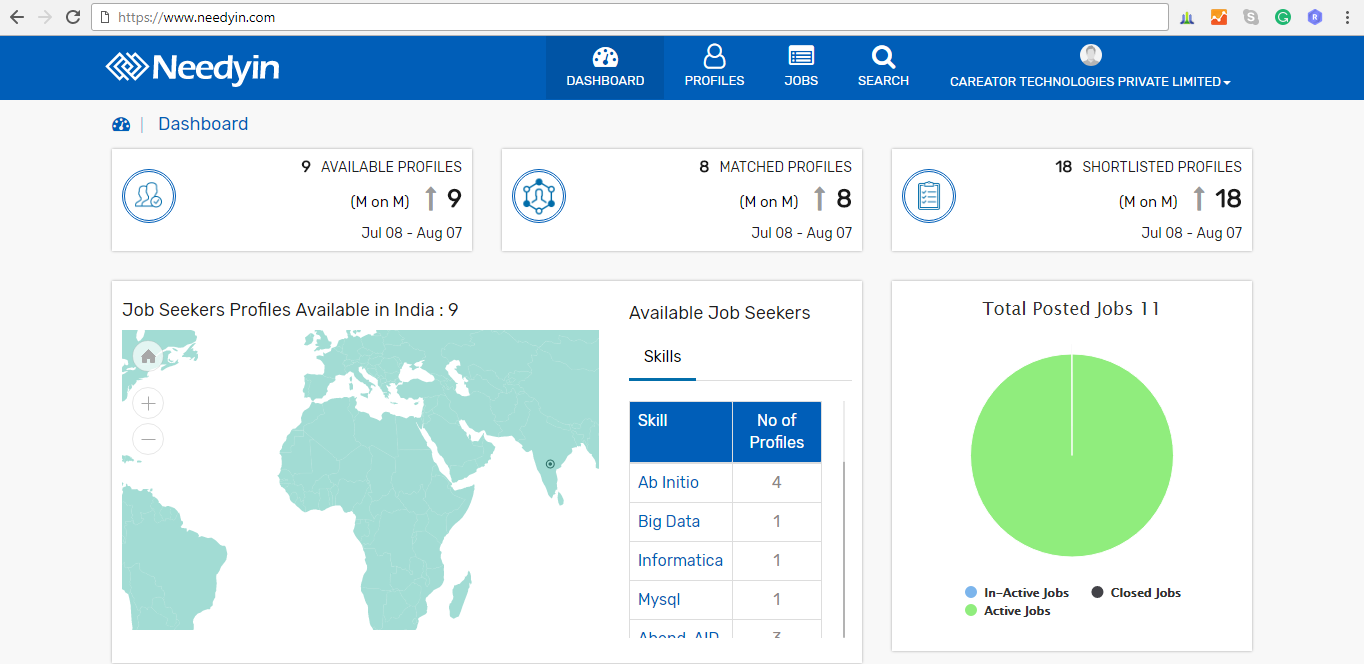 https://www.needyin.com
Needyin
DASHBOARD
PROFILES
JOBS
SEARCH
CAREATOR TECHNOLOGIES PRIVATE LIMITED
Dashboard
9 AVAILABLE PROFILES
(M on M) 9
Jul 08 - Aug 07
8 MATCHED PROFILES
(M on M) 8
Jul 08 - Aug 07
18 SHORTLISTED PROFILES
(M on M) 18
Jul 08 - Aug 07
Job Seekers Profiles Available in India : 9
Available Job Seekers
Skills
Skill No of
Profiles
Ab Initio 4
Big Data 1
Informatica 1
Mysql 1
Total Posted Jobs 11
In-Active Jobs
Closed Jobs
Active Jobs